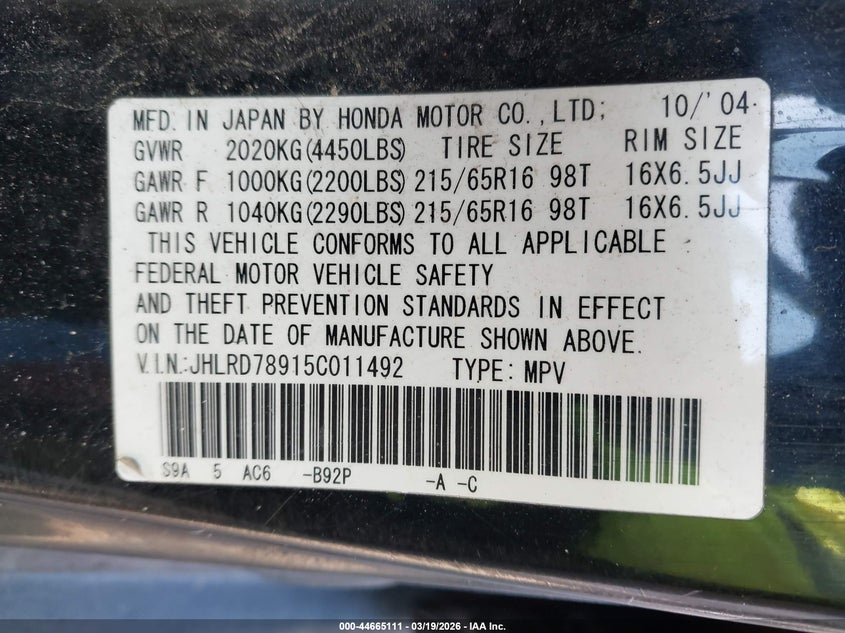 MFD. IN JAPAN BY HONDA MOTOR CO.,LTD; 10/'04
GVWR 2020KG(4450LBS) TIRE SIZE RIM SIZE
GAWR F 1000KG(2200LBS) 215/65R16 98T 16X6.5JJ
GAWR R 1040KG(2290LBS) 215/65R16 98T 16X6.5JJ
THIS VEHICLE CONFORMS TO ALL APPLICABLE
FEDERAL MOTOR VEHICLE SAFETY
AND THEFT PREVENTION STANDARDS IN EFFECT
ON THE DATE OF MANUFACTURE SHOWN ABOVE.
V.I.N.:JHLRD78915C011492 TYPE: MPV
S9A 5 AC6 -B92P -A -C
000-44665111 - 03/19/2026 - IAA Inc.